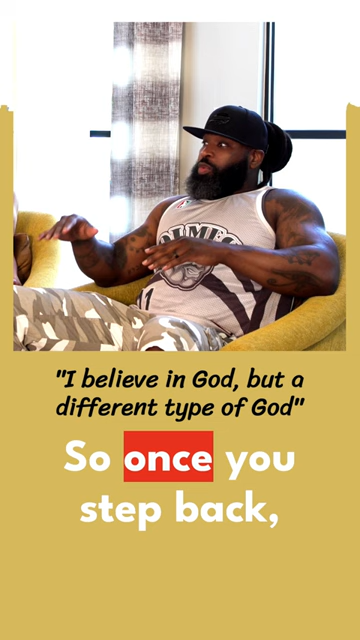 "I believe in God, but a
different type of God"
So once you
step back,